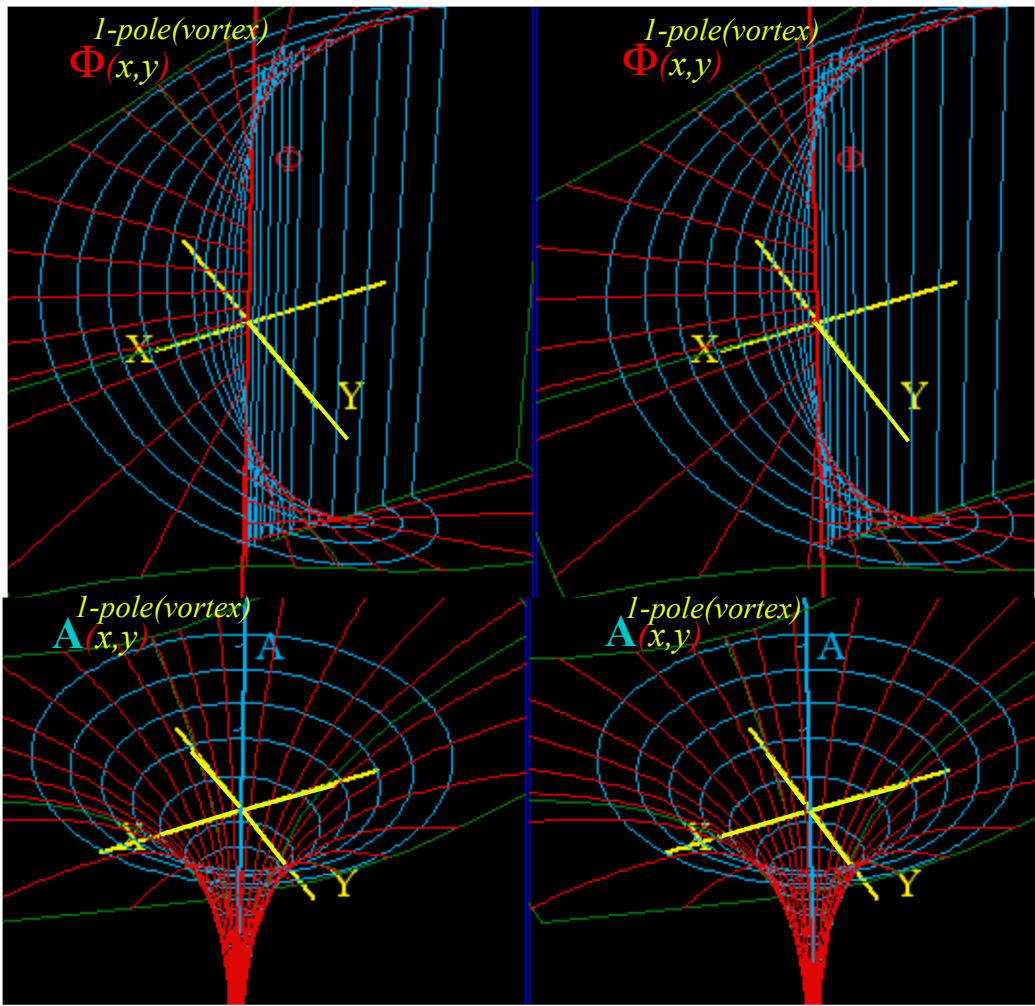 1-pole(vortex)
Φ(x,y)
Φ
X
Y
1-pole(vortex)
Φ(x,y)
Φ
X
Y
1-pole(vortex)
A(x,y)
A
X
Y
1-pole(vortex)
A(x,y)
A
X
Y